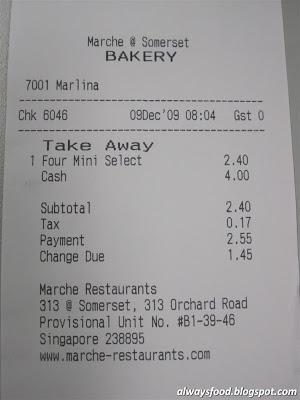 Marche @ Somerset
BAKERY
7001 Marlina
Chk 6046 09Dec'09 08:04 Gst 0
Take Away
1 Four Mini Select 2.40
Cash 4.00
Subtotal 2.40
Tax 0.17
Payment 2.55
Change Due 1.45
Marche Restaurants
313 @ Somerset, 313 Orchard Road
Provisional Unit No. #B1-39-46
Singapore 238895
www.marche-restaurants.com
alwaysfood.blogspot.com